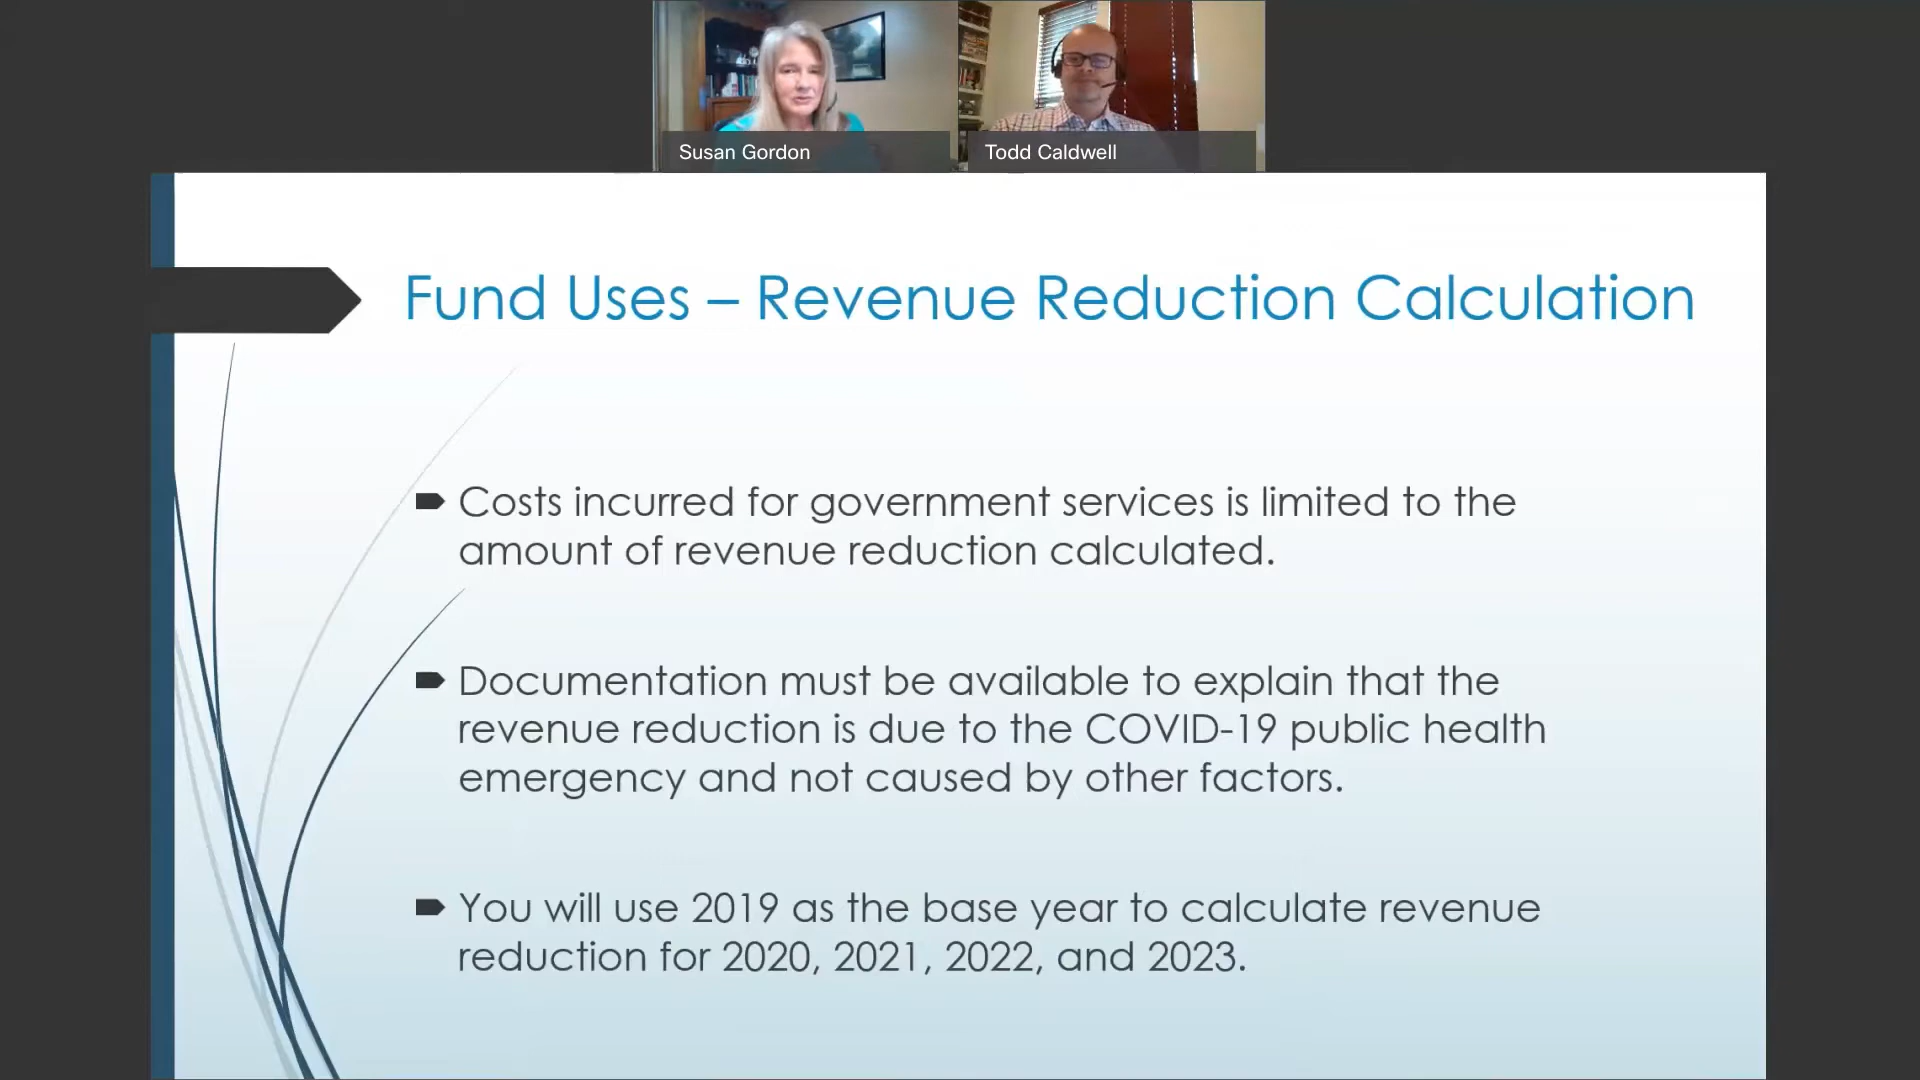 Susan Gordon
Todd Caldwell
Fund Uses – Revenue Reduction Calculation
Costs incurred for government services is limited to the
amount of revenue reduction calculated.
Documentation must be available to explain that the
revenue reduction is due to the COVID-19 public health
emergency and not caused by other factors.
You will use 2019 as the base year to calculate revenue
reduction for 2020, 2021, 2022, and 2023.